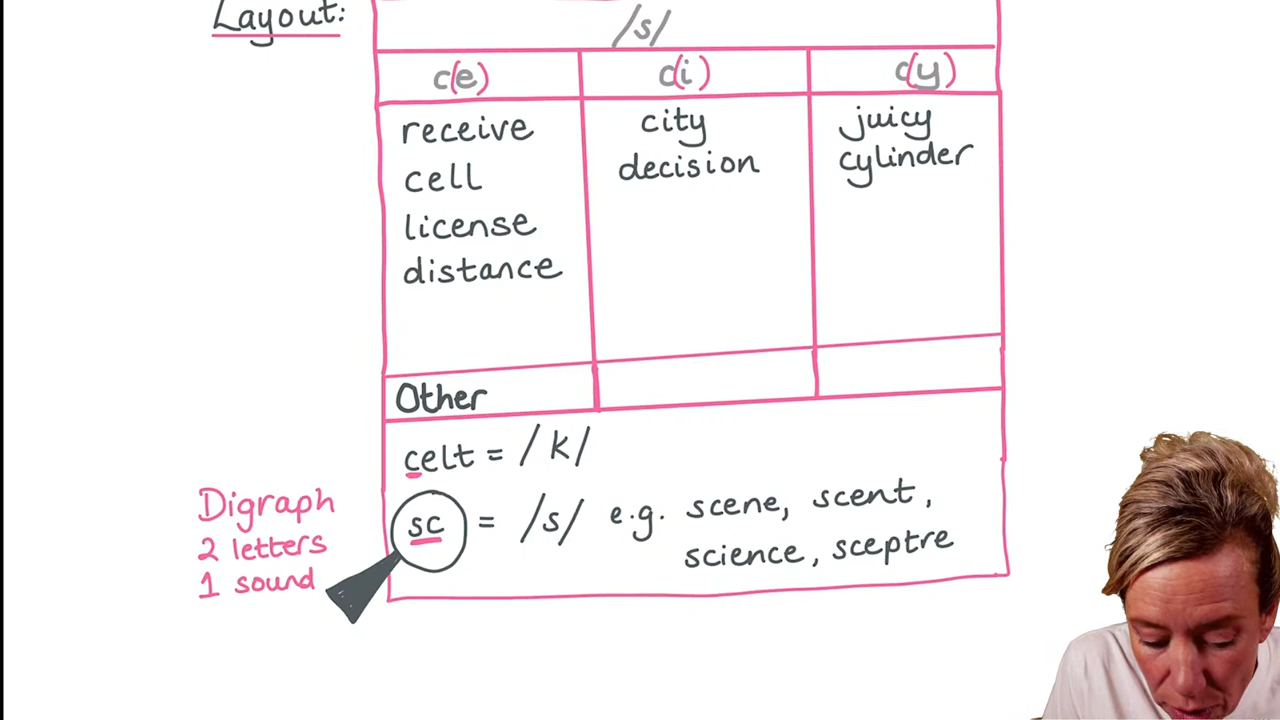 Layout:
/s/
c(e) c(i) c(y)
receive city juicy
cell decision cylinder
license
distance
Other
celt = /k/
Digraph
2 letters
1 sound
sc = /s/ e.g. scene, scent,
science, sceptre